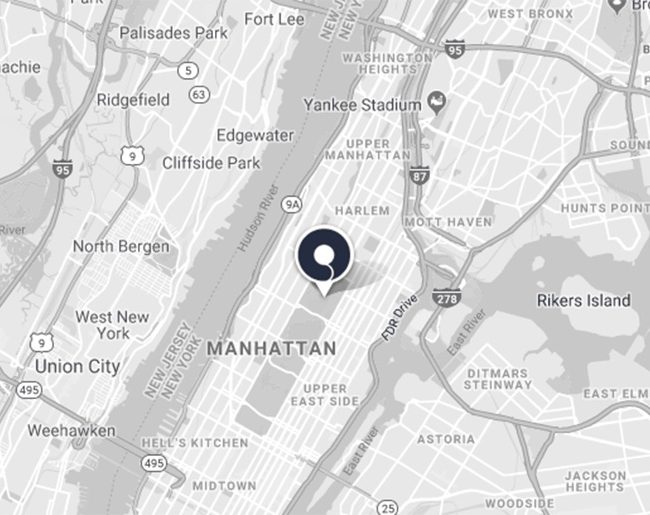 Park
Fort Lee
NEW JERSEY
NEW YORK
WEST BRONX
Bro
Palisades Park
95
WASHINGTON
HEIGHTS
achie
5
Ridgefield
63
Yankee Stadium
Edgewater
9
Cliffside Park
UPPER
MANHATTAN
SOUN
95
87
9A
HARLEM
MOTT HAVEN
HUNTS POINT
River
Hudson River
North Bergen
278
Rikers Island
FDR Drive
East River
West New
York
9
Union City
NEW JERSEY
NEW YORK
MANHATTAN
DITMARS
STEINWAY
495
UPPER
EAST SIDE
EAST ELM
Weehawken
HELL'S KITCHEN
East River
ASTORIA
495
MIDTOWN
JACKSON
HEIGHTS
25
WOODSIDE